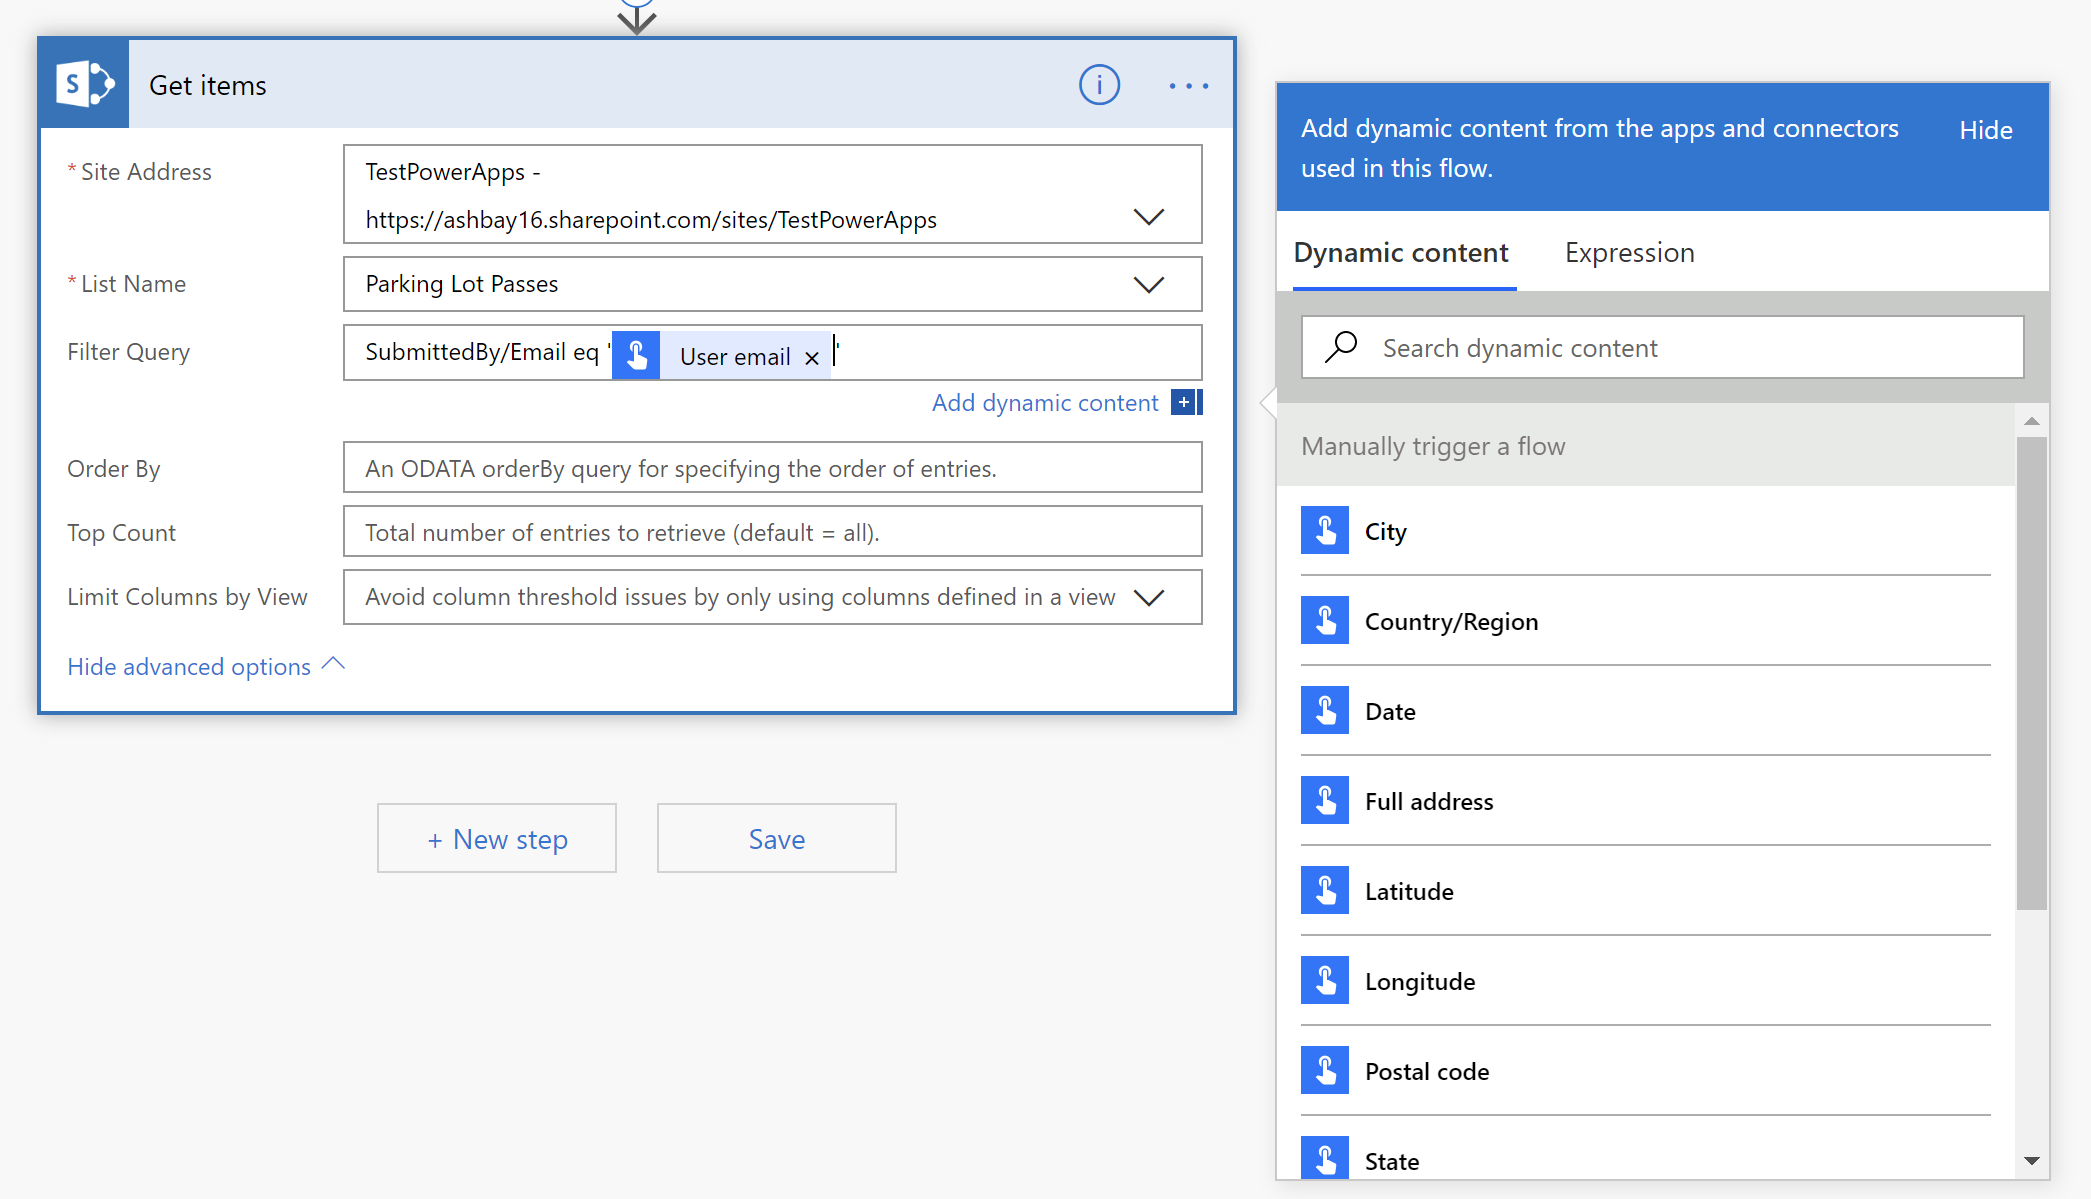 S
Get items
i
...
* Site Address
TestPowerApps -
https://ashbay16.sharepoint.com/sites/TestPowerApps
* List Name
Parking Lot Passes
Filter Query
SubmittedBy/Email eq ' User email × '
Add dynamic content +
Order By
An ODATA orderBy query for specifying the order of entries.
Top Count
Total number of entries to retrieve (default = all).
Limit Columns by View
Avoid column threshold issues by only using columns defined in a view
Hide advanced options
+ New step
Save
Add dynamic content from the apps and connectors
used in this flow.
Hide
Dynamic content
Expression
Search dynamic content
Manually trigger a flow
City
Country/Region
Date
Full address
Latitude
Longitude
Postal code
State